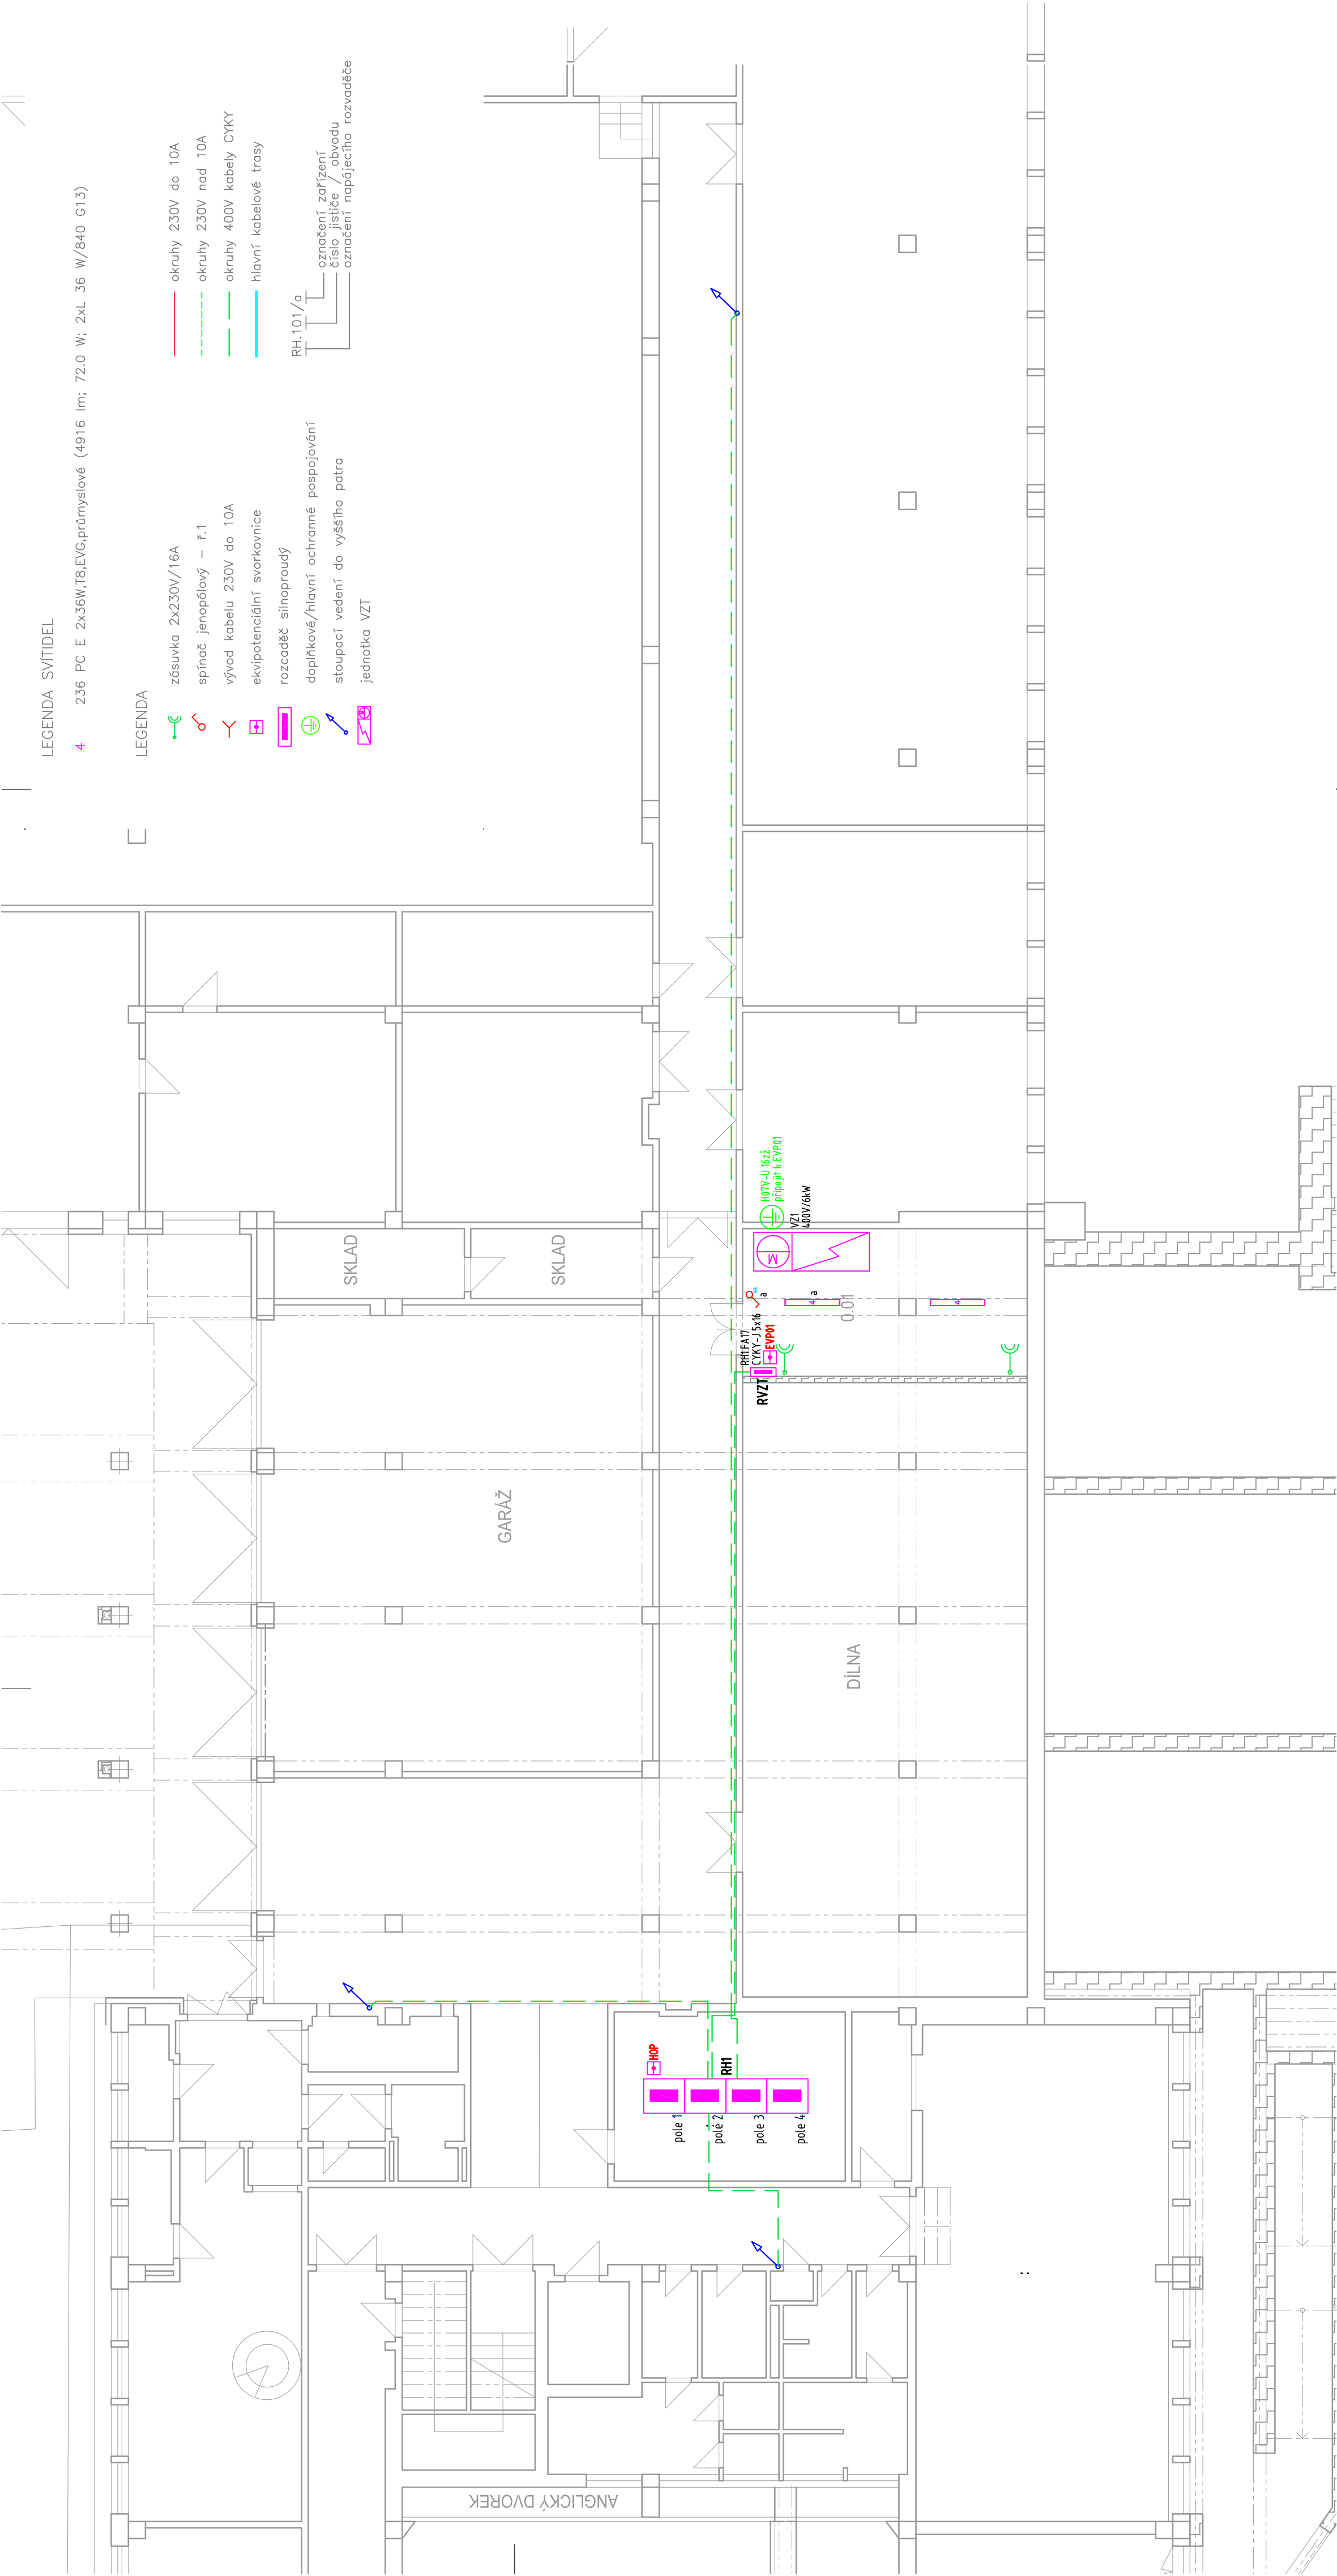 LEGENDA SVÍTIDEL
4 236 PC E 2x36W,T8,EVG,průmyslové (4916 lm; 72.0 W; 2xL 36 W/840 G13)
LEGENDA
zásuvka 2x230V/16A
spínač jenopólový – ř.1
vývod kabelu 230V do 10A
ekvipotenciální svorkovnice
rozcaděč silnoproudý
doplňkové/hlavní ochranné pospojování
stoupací vedení do vyššího patra
jednotka VZT
okruhy 230V do 10A
okruhy 230V nad 10A
okruhy 400V kabely CYKY
hlavní kabelové trasy
RH.101/a
označení zařízení
číslo jističe / obvodu
označení napájecího rozvaděče
SKLAD
SKLAD
GARÁŽ
DÍLNA
0.01
H07V-U 16zž
připojit k EVP01
VZ1
400V/6kW
M
a
a
4
4
RH1.FA17
CYKY-J 5x16
EVP01
RVZT
HOP
RH1
pole 1
pole 2
pole 3
pole 4
ANGLICKÝ DVOREK